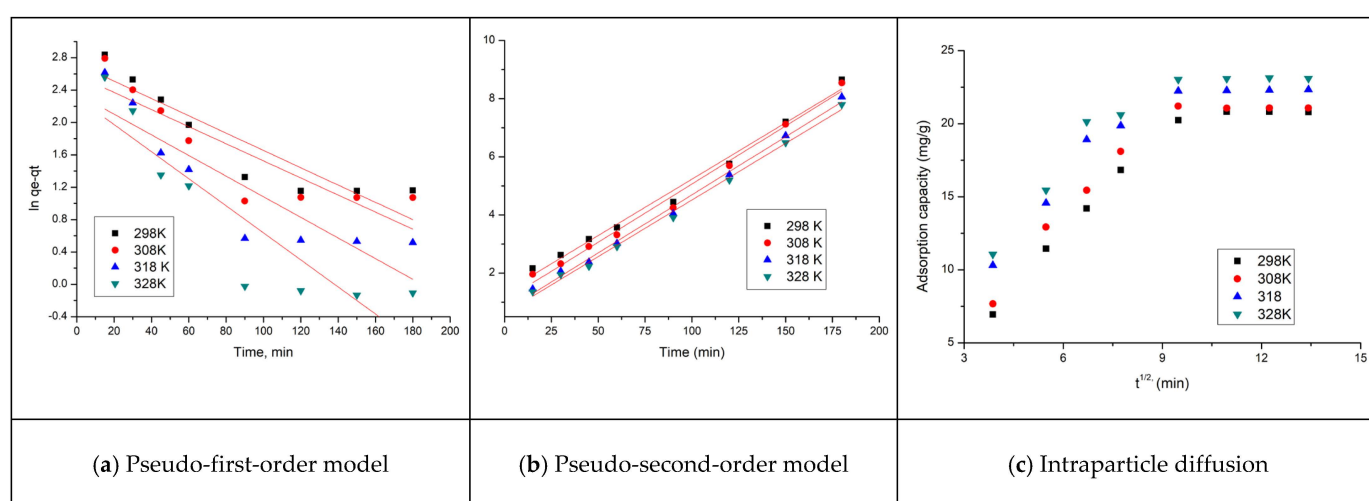 ln qe-qt
2.8
2.4
2.0
1.6
1.2
0.8
0.4
0.0
-0.4
298K
308K
318 K
328K
0 20 40 60 80 100 120 140 160 180 200
Time, min
10
8
6
4
2
298 K
308 K
318 K
328 K
0 25 50 75 100 125 150 175 200
Time (min)
Adsorption capacity (mg/g)
25
20
15
10
5
298K
308K
318
328K
3 6 9 12 15
t^1/2, (min)
(a) Pseudo-first-order model
(b) Pseudo-second-order model
(c) Intraparticle diffusion